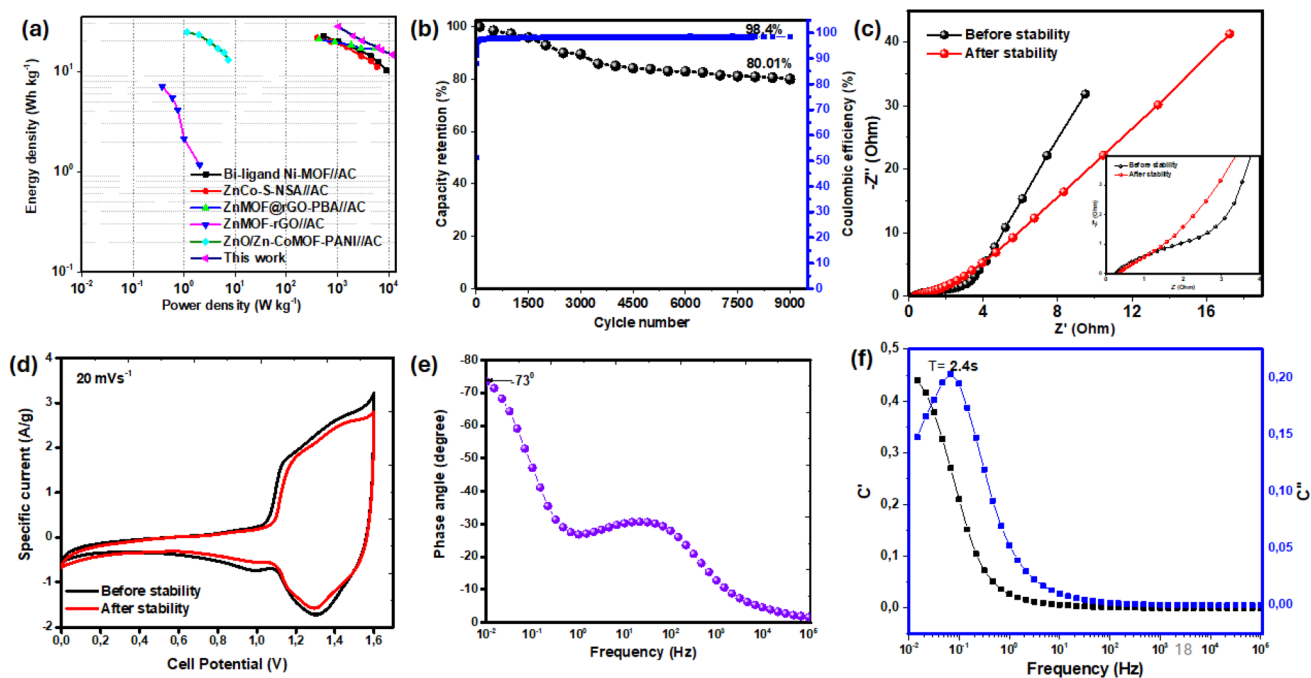 (a)
Energy density (Wh kg⁻¹)
10¹
10⁰
10⁻¹
Bi-ligand Ni-MOF//AC
ZnCo-S-NSA//AC
ZnMOF@rGO-PBA//AC
ZnMOF-rGO//AC
ZnO/Zn-CoMOF-PANI//AC
This work
10⁻² 10⁻¹ 10⁰ 10¹ 10² 10³ 10⁴
Power density (W kg⁻¹)
(b)
Capacity retention (%)
100
80
60
40
20
0
98.4%
80.01%
100
90
80
70
60
50
40
30
20
10
0
Coulombic efficiency (%)
0 1500 3000 4500 6000 7500 9000
Cylcle number
(c)
Before stability
After stability
-Z'' (Ohm)
40
30
20
10
0
0 4 8 12 16
Z' (Ohm)
Before stability
After stability
0 1 2 3 4
(d)
20 mVs⁻¹
Specific current (A/g)
4
3
2
1
0
-1
-2
Before stability
After stability
0,0 0,2 0,4 0,6 0,8 1,0 1,2 1,4 1,6
Cell Potential (V)
(e)
Phase angle (degree)
-80
-70
-60
-50
-40
-30
-20
-10
0
-73⁰
10⁻² 10⁻¹ 10⁰ 10¹ 10² 10³ 10⁴ 10⁵
Frequency (Hz)
(f)
T= 2.4s
C'
0,5
0,4
0,3
0,2
0,1
0,0
0,20
0,15
0,10
0,05
0,00
C''
10⁻² 10⁻¹ 10⁰ 10¹ 10² 10³ 10⁴ 10⁵
18
Frequency (Hz)